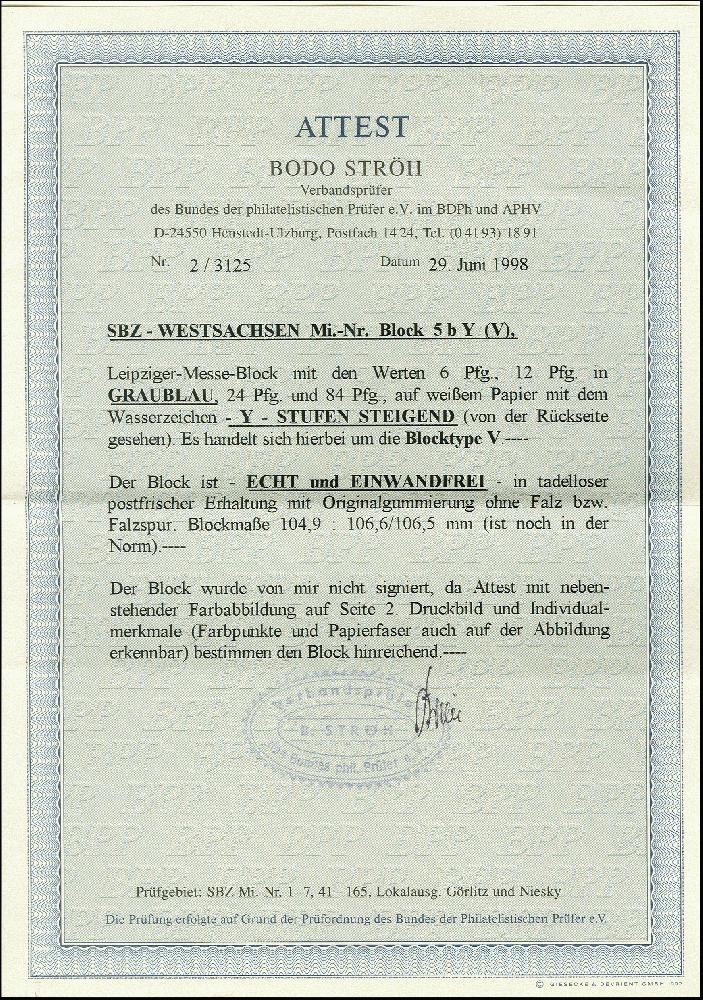 ATTEST
BODO STRÖH
Verbandsprüfer
des Bundes der philatelistischen Prüfer e.V. im BDPh und APHV
D-24550 Henstedt-Ulzburg, Postfach 1424, Tel. (0 41 93) 18 91
Nr. 2 / 3125 Datum 29. Juni 1998
SBZ - WESTSACHSEN Mi.-Nr. Block 5 b Y (V),
Leipziger-Messe-Block mit den Werten 6 Pfg., 12 Pfg. in
GRAUBLAU, 24 Pfg. und 84 Pfg., auf weißem Papier mit dem
Wasserzeichen - Y - STUFEN STEIGEND (von der Rückseite
gesehen). Es handelt sich hierbei um die Blocktype V ----
Der Block ist - ECHT und EINWANDFREI - in tadelloser
postfrischer Erhaltung mit Originalgummierung ohne Falz bzw.
Falzspur. Blockmaße 104,9 : 106,6/106,5 mm (ist noch in der
Norm).----
Der Block wurde von mir nicht signiert, da Attest mit neben-
stehender Farbabbildung auf Seite 2. Druckbild und Individual-
merkmale (Farbpunkte und Papierfaser auch auf der Abbildung
erkennbar) bestimmen den Block hinreichend.----
Verbandsprüfer
B. STRÖH
des Bundes phil. Prüfer e.V.
Prüfgebiet: SBZ Mi. Nr. 1-7, 41-165, Lokalausg. Görlitz und Niesky
Die Prüfung erfolgte auf Grund der Prüfordnung des Bundes der Philatelistischen Prüfer e.V.
© GIESECKE & DEVRIENT GMBH